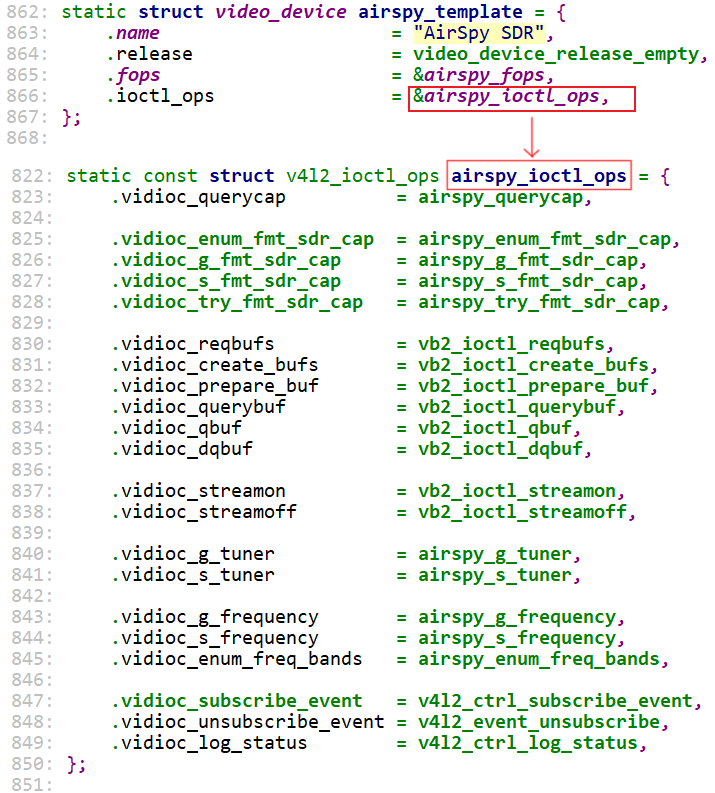 862: static struct video_device airspy_template = {
863:     .name                     = "AirSpy SDR",
864:     .release                  = video_device_release_empty,
865:     .fops                     = &airspy_fops,
866:     .ioctl_ops                = &airspy_ioctl_ops,
867: };
868:
822: static const struct v4l2_ioctl_ops airspy_ioctl_ops = {
823:     .vidioc_querycap          = airspy_querycap,
824:
825:     .vidioc_enum_fmt_sdr_cap  = airspy_enum_fmt_sdr_cap,
826:     .vidioc_g_fmt_sdr_cap     = airspy_g_fmt_sdr_cap,
827:     .vidioc_s_fmt_sdr_cap     = airspy_s_fmt_sdr_cap,
828:     .vidioc_try_fmt_sdr_cap   = airspy_try_fmt_sdr_cap,
829:
830:     .vidioc_reqbufs           = vb2_ioctl_reqbufs,
831:     .vidioc_create_bufs       = vb2_ioctl_create_bufs,
832:     .vidioc_prepare_buf       = vb2_ioctl_prepare_buf,
833:     .vidioc_querybuf          = vb2_ioctl_querybuf,
834:     .vidioc_qbuf              = vb2_ioctl_qbuf,
835:     .vidioc_dqbuf             = vb2_ioctl_dqbuf,
836:
837:     .vidioc_streamon          = vb2_ioctl_streamon,
838:     .vidioc_streamoff         = vb2_ioctl_streamoff,
839:
840:     .vidioc_g_tuner           = airspy_g_tuner,
841:     .vidioc_s_tuner           = airspy_s_tuner,
842:
843:     .vidioc_g_frequency       = airspy_g_frequency,
844:     .vidioc_s_frequency       = airspy_s_frequency,
845:     .vidioc_enum_freq_bands   = airspy_enum_freq_bands,
846:
847:     .vidioc_subscribe_event   = v4l2_ctrl_subscribe_event,
848:     .vidioc_unsubscribe_event = v4l2_event_unsubscribe,
849:     .vidioc_log_status        = v4l2_ctrl_log_status,
850: };
851: